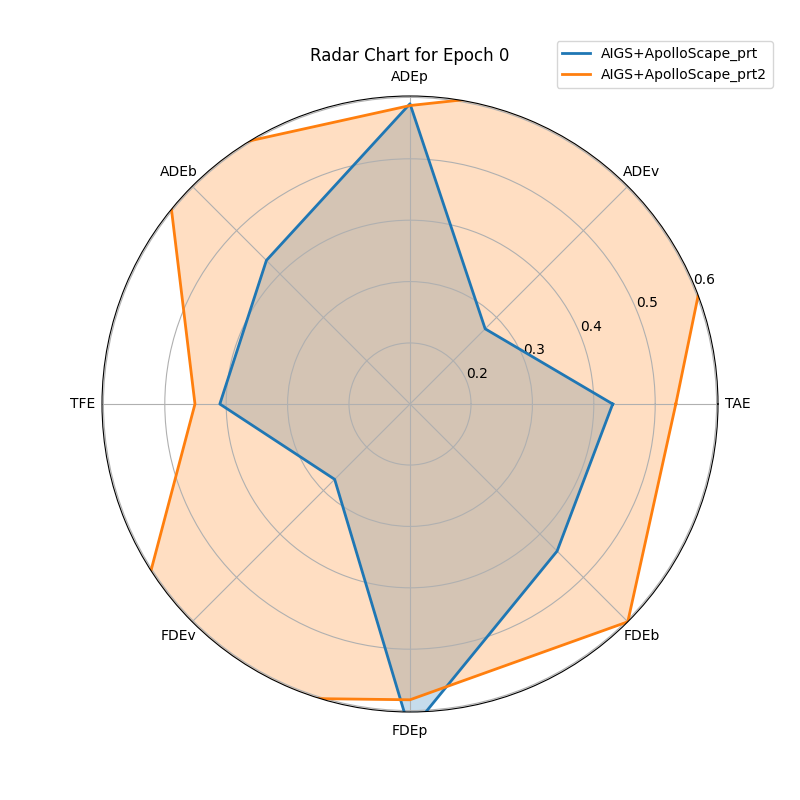 Radar Chart for Epoch 0
AIGS+ApolloScape_prt
AIGS+ApolloScape_prt2
ADEp
ADEb
ADEv
0.6
0.5
0.4
0.3
0.2
TFE
TAE
FDEv
FDEb
FDEp